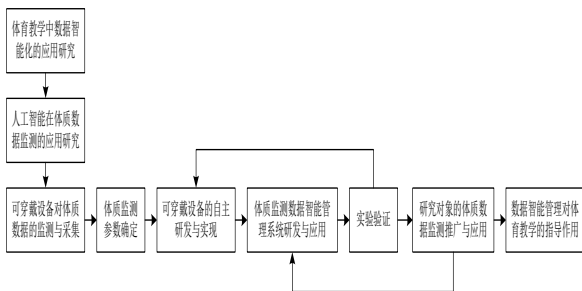 体育教学中数据智
能化的应用研究
人工智能在体质数
据监测的应用研究
可穿戴设备对体质
数据的监测与采集
体质监测
参数确定
可穿戴设备的自主
研发与实现
体质监测数据智能管
理系统研发与应用
实验验证
研究对象的体质数
据监测推广与应用
数据智能管理对体
育教学的指导作用